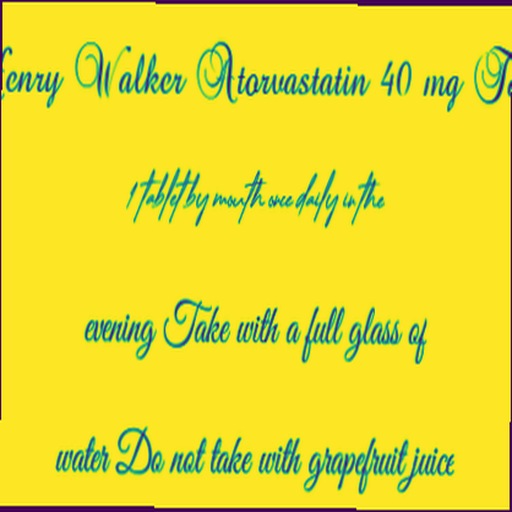 enry Walker Atorvastatin 40 mg
1 tablet by mouth once daily in the
evening Take with a full glass of
water Do not take with grapefruit juice